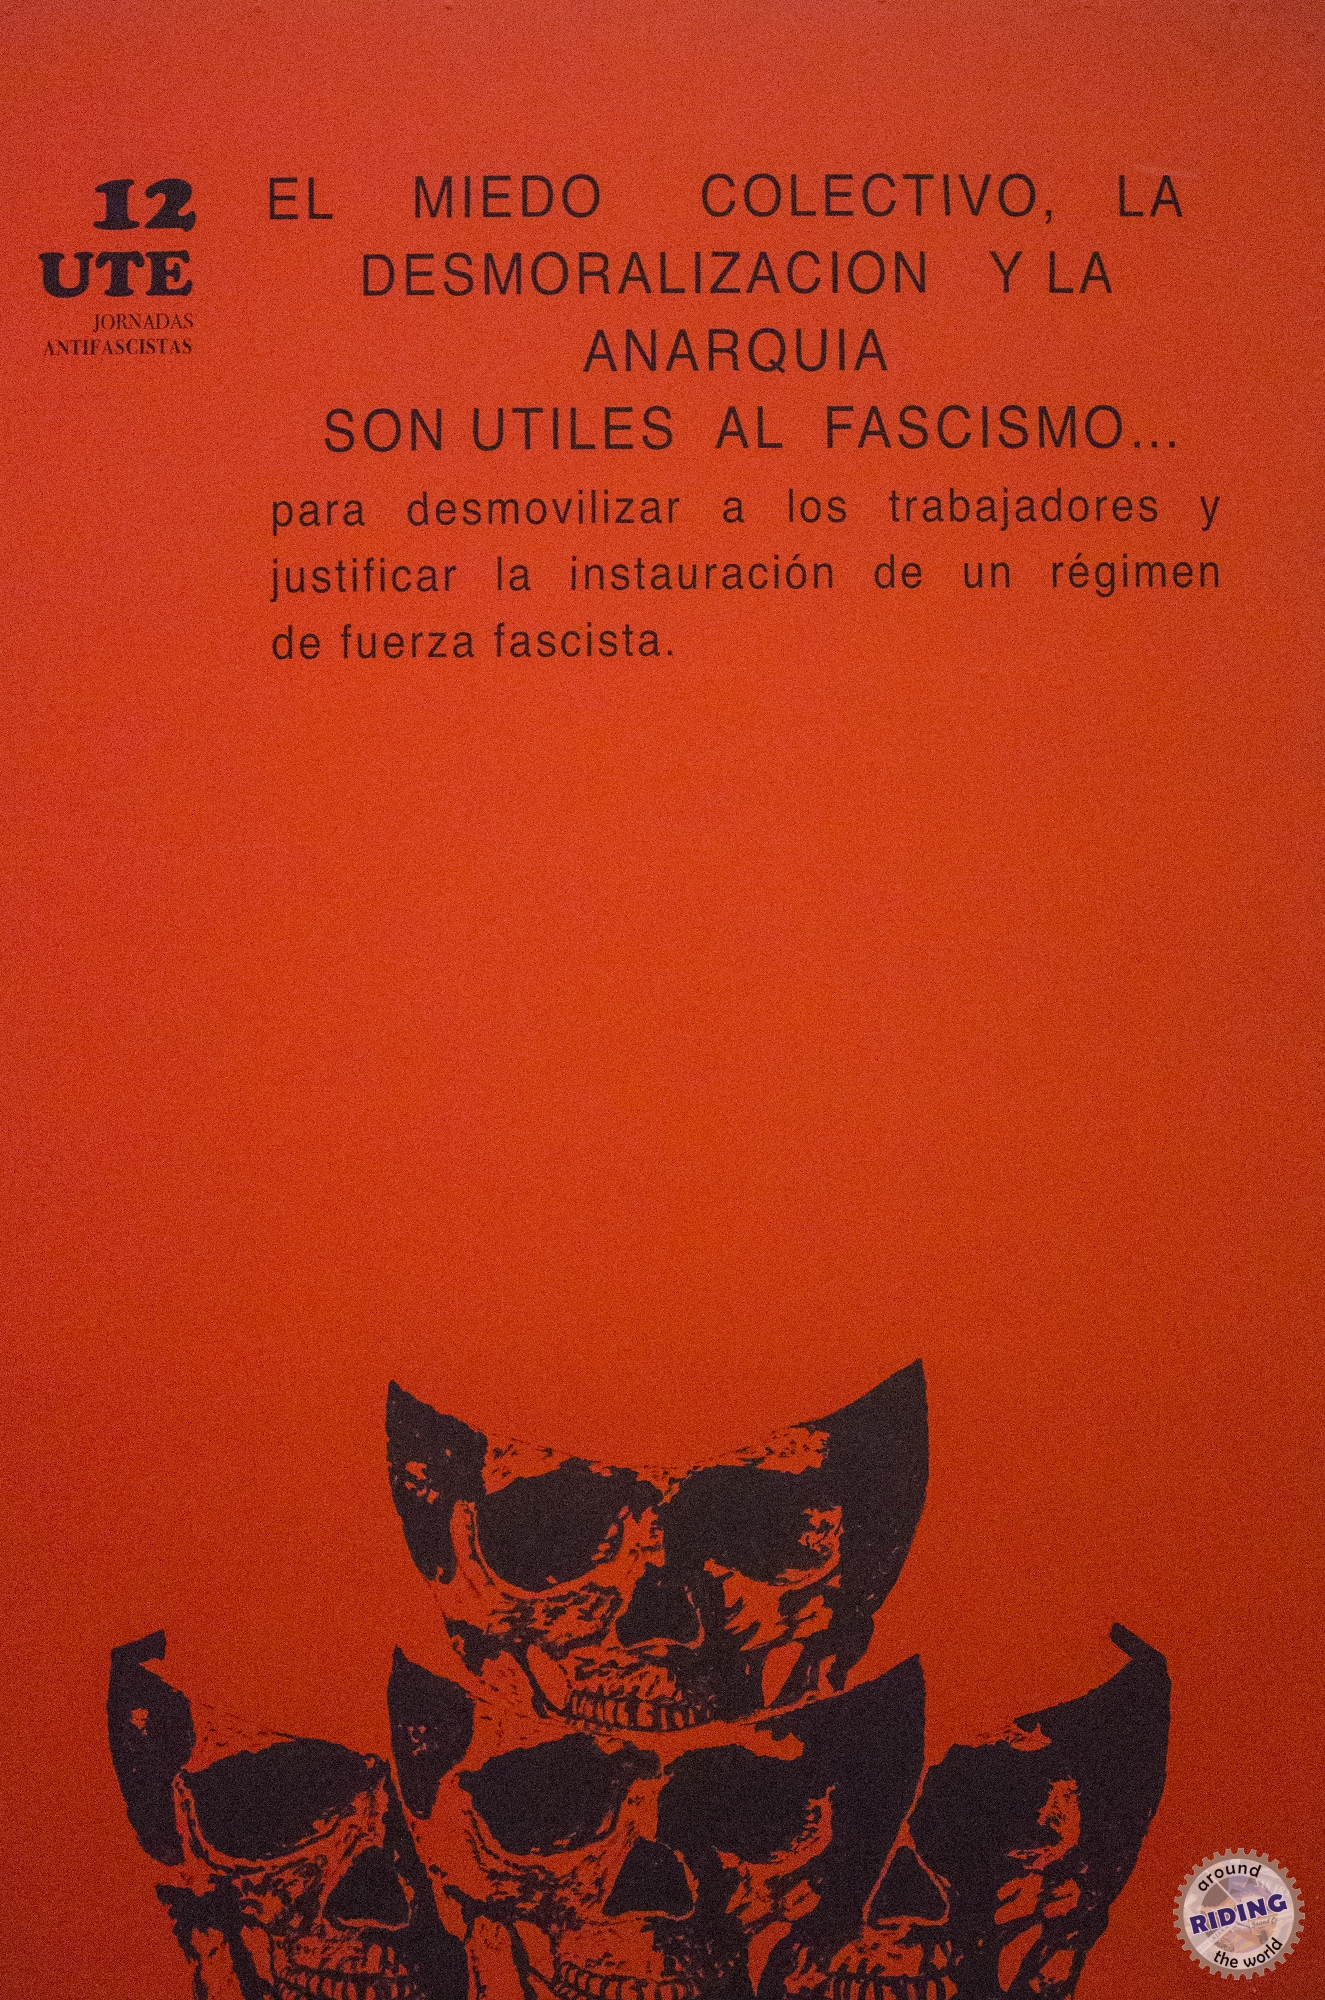 12
UTE
JORNADAS
ANTIFASCISTAS
EL MIEDO COLECTIVO, LA
DESMORALIZACION Y LA
ANARQUIA
SON UTILES AL FASCISMO...
para desmovilizar a los trabajadores y
justificar la instauración de un régimen
de fuerza fascista.
around
RIDING
the world